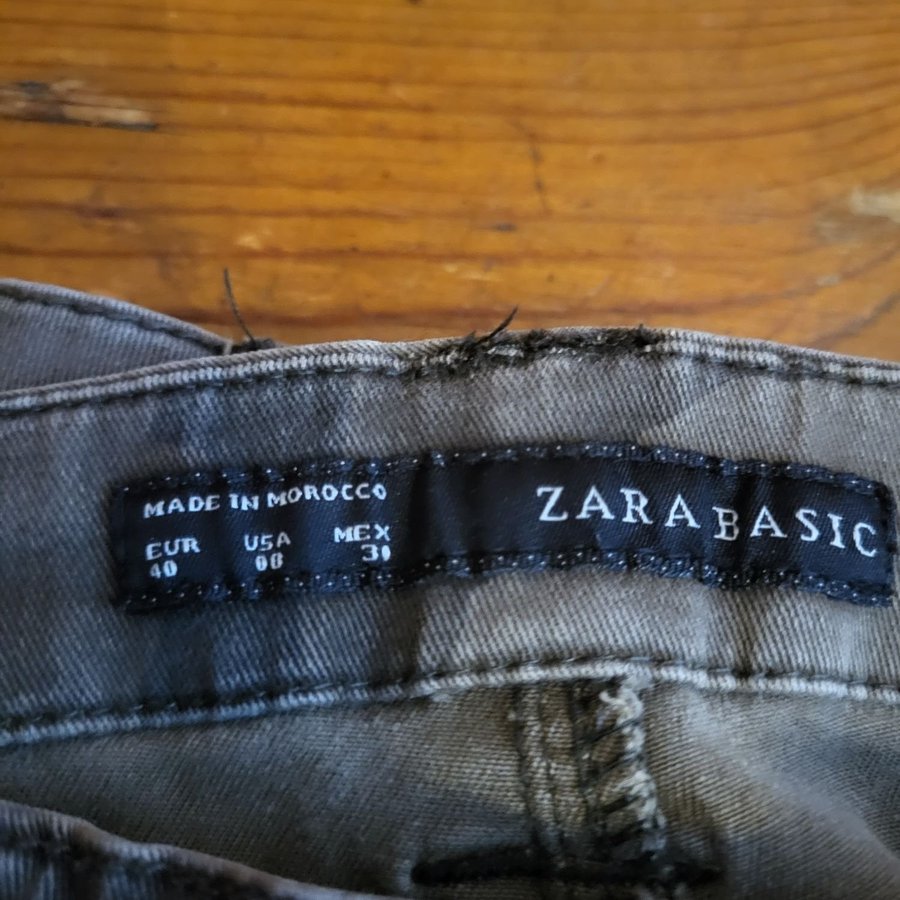 MADE IN MOROCCO
EUR USA MEX
40 08 30
ZARA BASIC